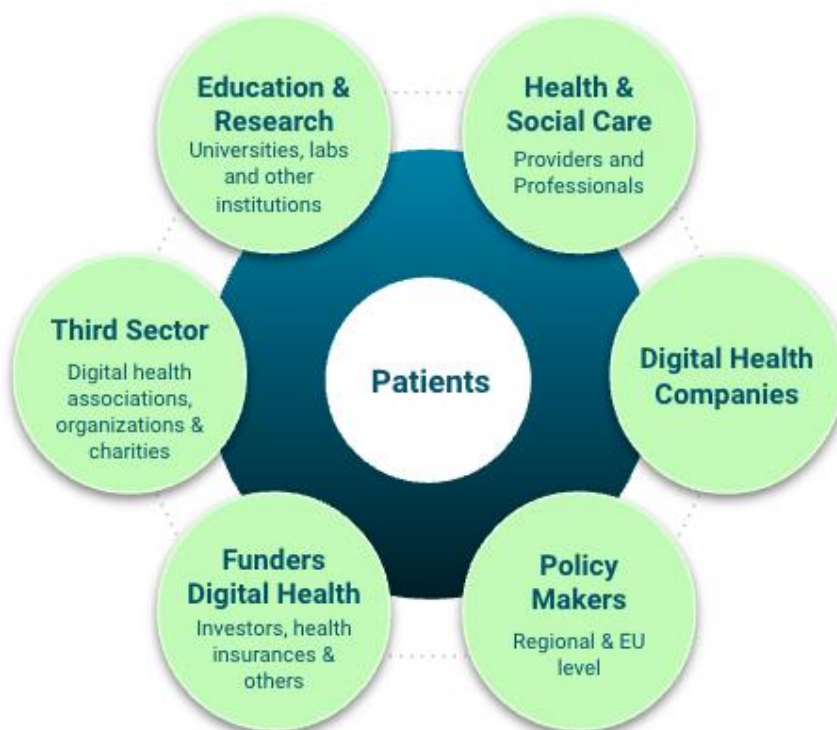 Education &
Research
Universities, labs
and other
institutions
Health &
Social Care
Providers and
Professionals
Third Sector
Digital health
associations,
organizations &
charities
Patients
Digital Health
Companies
Funders
Digital Health
Investors, health
insurances &
others
Policy
Makers
Regional & EU
level